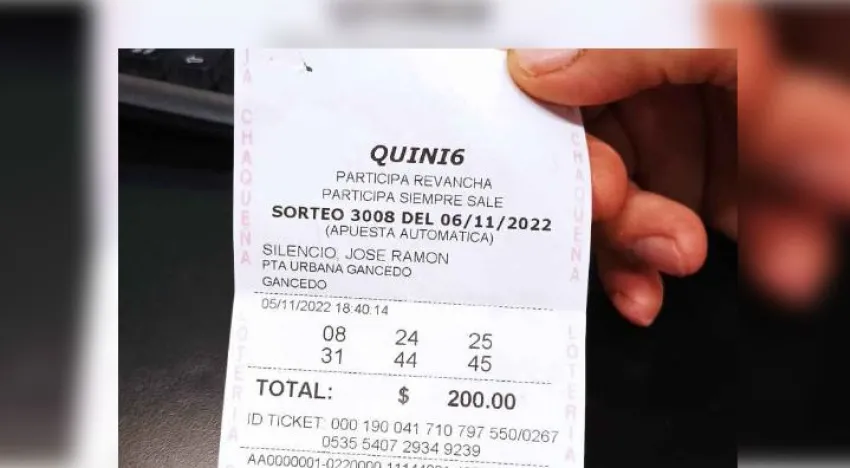 QUINI6
PARTICIPA REVANCHA
PARTICIPA SIEMPRE SALE
SORTEO 3008 DEL 06/11/2022
(APUESTA AUTOMATICA)
SILENCIO, JOSE RAMON
PTA URBANA GANCEDO
GANCEDO
05/11/2022 18:40:14
08 24 25
31 44 45
TOTAL: $ 200.00
ID TICKET: 000 190 041 710 797 550/0267
0535 5407 2934 9239
CHAQUEÑA
LOTERIA
CHAQUEÑA
LOTERIA